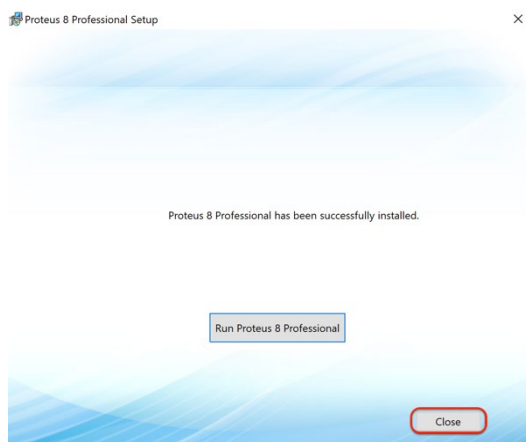 Proteus 8 Professional Setup
Proteus 8 Professional has been successfully installed.
Run Proteus 8 Professional
Close